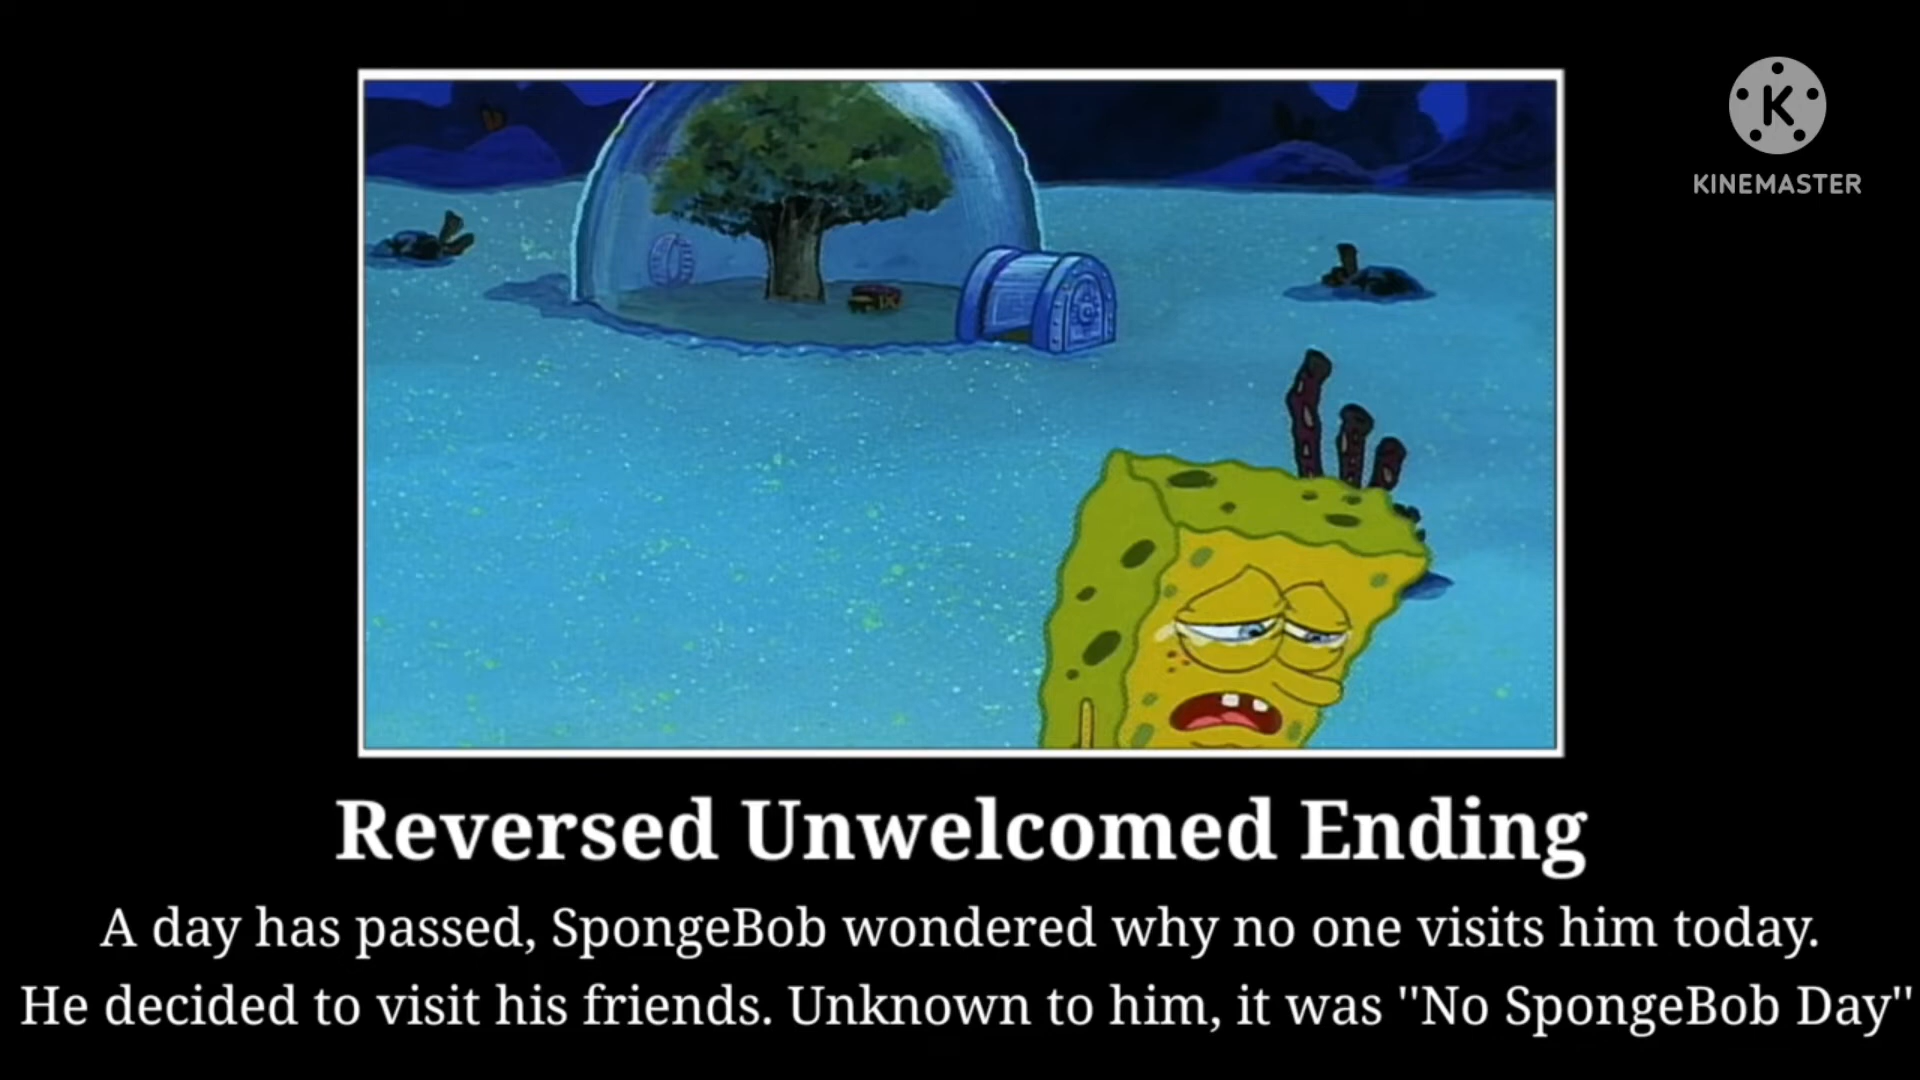 K
KINEMASTER
Reversed Unwelcomed Ending
A day has passed, SpongeBob wondered why no one visits him today.
He decided to visit his friends. Unknown to him, it was "No SpongeBob Day"